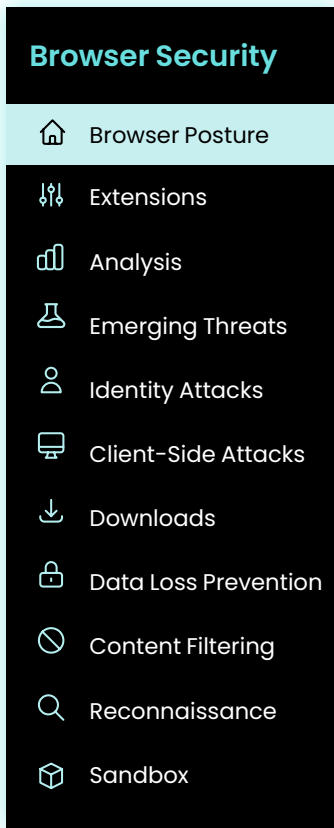 Browser Security
Browser Posture
Extensions
Analysis
Emerging Threats
Identity Attacks
Client-Side Attacks
Downloads
Data Loss Prevention
Content Filtering
Reconnaissance
Sandbox